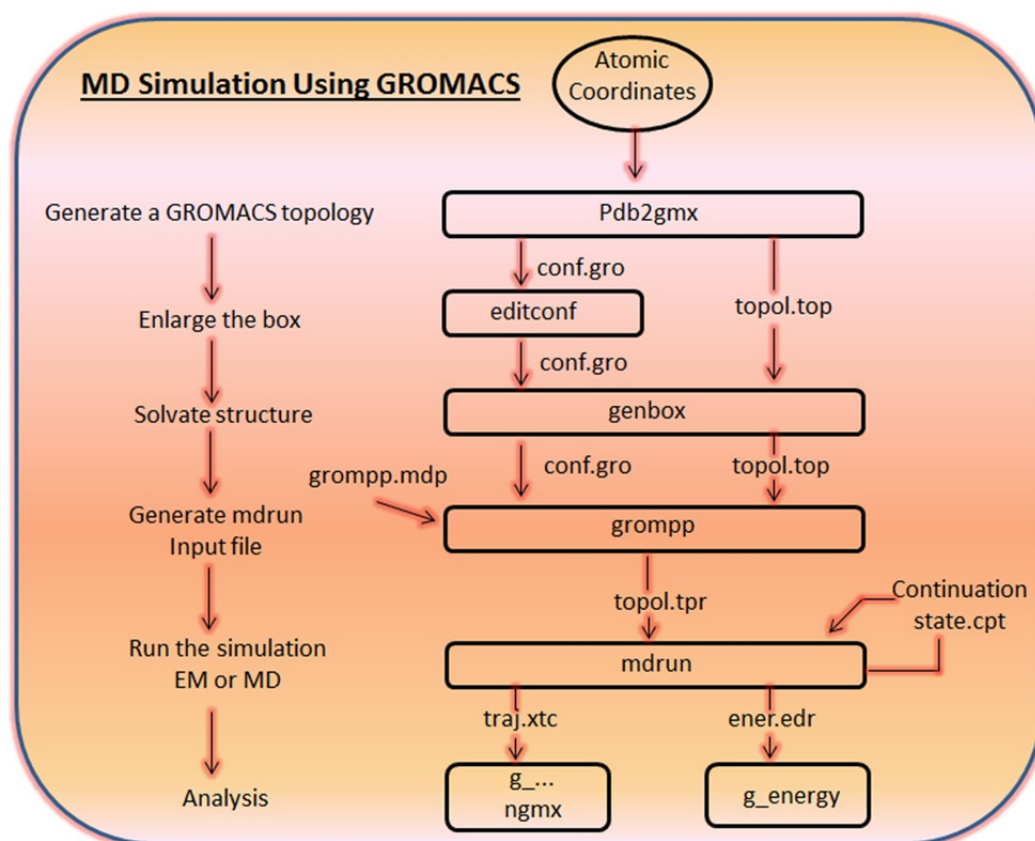 MD Simulation Using GROMACS
Atomic
Coordinates
Generate a GROMACS topology
Pdb2gmx
conf.gro
Enlarge the box
editconf
topol.top
conf.gro
Solvate structure
genbox
grompp.mdp
conf.gro
topol.top
Generate mdrun
Input file
grompp
topol.tpr
Continuation
state.cpt
Run the simulation
EM or MD
mdrun
traj.xtc
ener.edr
Analysis
g_...
ngmx
g_energy